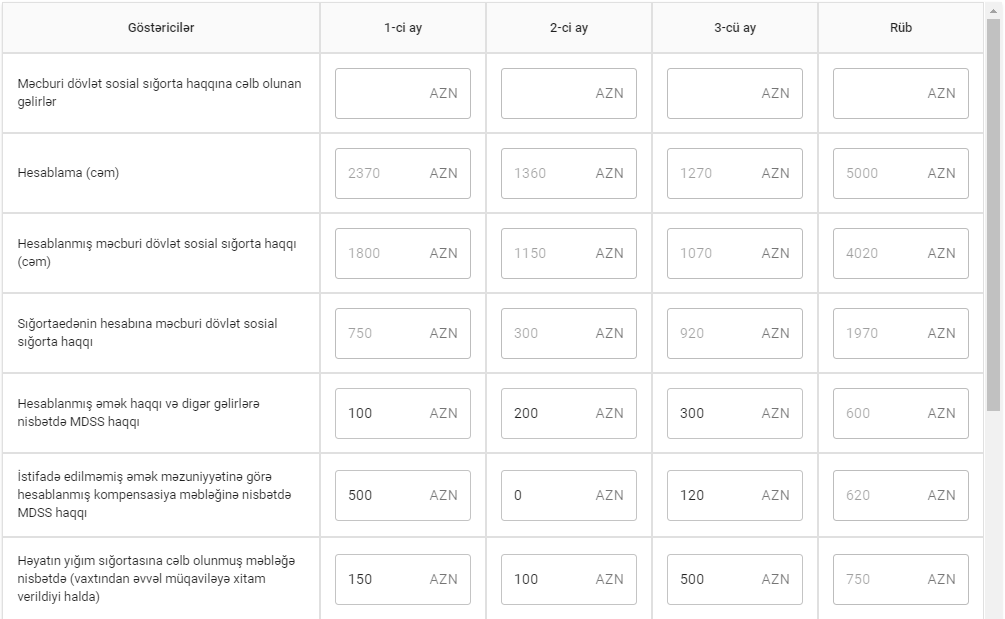 Göstəricilər 1-ci ay 2-ci ay 3-cü ay Rüb
Məcburi dövlət sosial sığorta haqqına cəlb olunan
gəlirlər
AZN AZN AZN AZN
Hesablama (cəm) 2370 AZN 1360 AZN 1270 AZN 5000 AZN
Hesablanmış məcburi dövlət sosial sığorta haqqı
(cəm)
1800 AZN 1150 AZN 1070 AZN 4020 AZN
Sığortaedənin hesabına məcburi dövlət sosial
sığorta haqqı
750 AZN 300 AZN 920 AZN 1970 AZN
Hesablanmış əmək haqqı və digər gəlirlərə
nisbətdə MDSS haqqı
100 AZN 200 AZN 300 AZN 600 AZN
İstifadə edilməmiş əmək məzuniyyətinə görə
hesablanmış kompensasiya məbləğinə nisbətdə
MDSS haqqı
500 AZN 0 AZN 120 AZN 620 AZN
Həyatın yığım sığortasına cəlb olunmuş məbləğə
nisbətdə (vaxtından əvvəl müqaviləyə xitam
verildiyi halda)
150 AZN 100 AZN 500 AZN 750 AZN